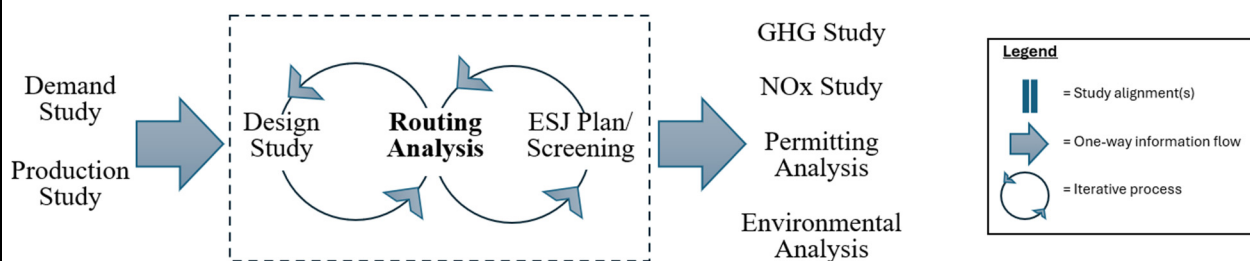 Demand
Study
Production
Study
Design
Study
Routing
Analysis
ESJ Plan/
Screening
GHG Study
NOx Study
Permitting
Analysis
Environmental
Analysis
Legend
= Study alignment(s)
= One-way information flow
= Iterative process